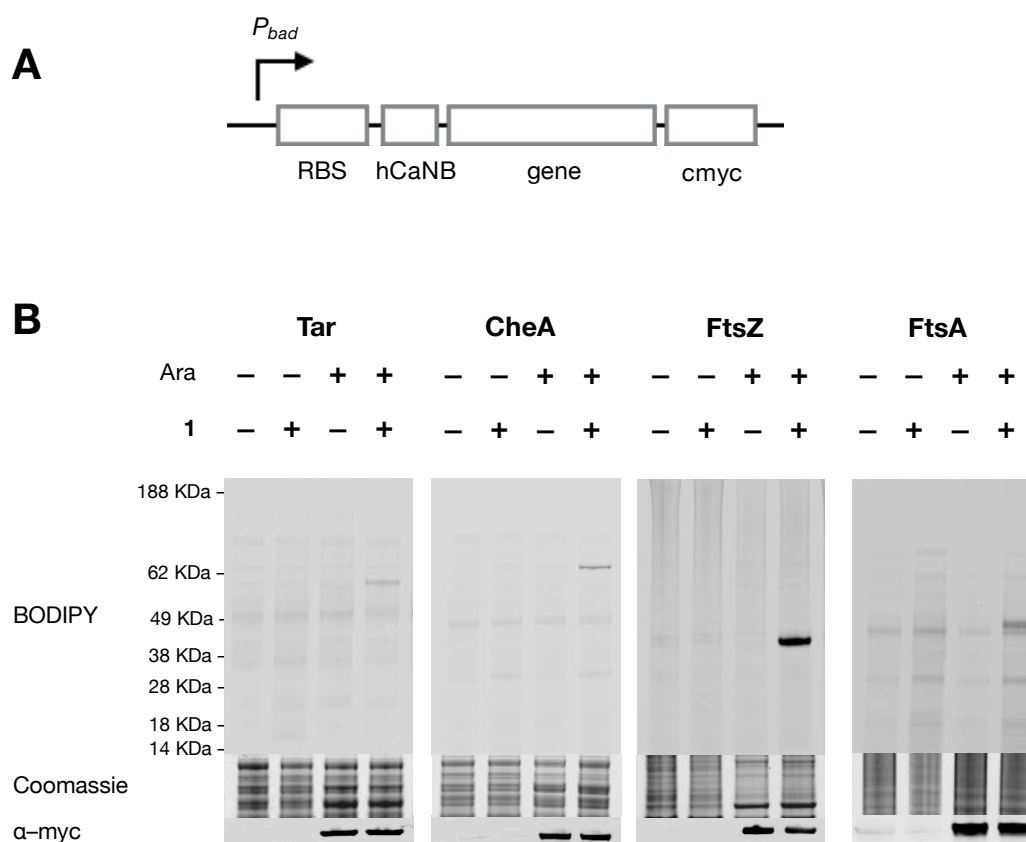 A
Pbad
RBS hCaNB gene cmyc
B
Tar CheA FtsZ FtsA
Ara – – + + – – + + – – + + – – + +
1 – + – + – + – + – + – + – + – +
188 KDa –
62 KDa –
49 KDa –
BODIPY
38 KDa –
28 KDa –
18 KDa –
14 KDa –
Coomassie
α–myc